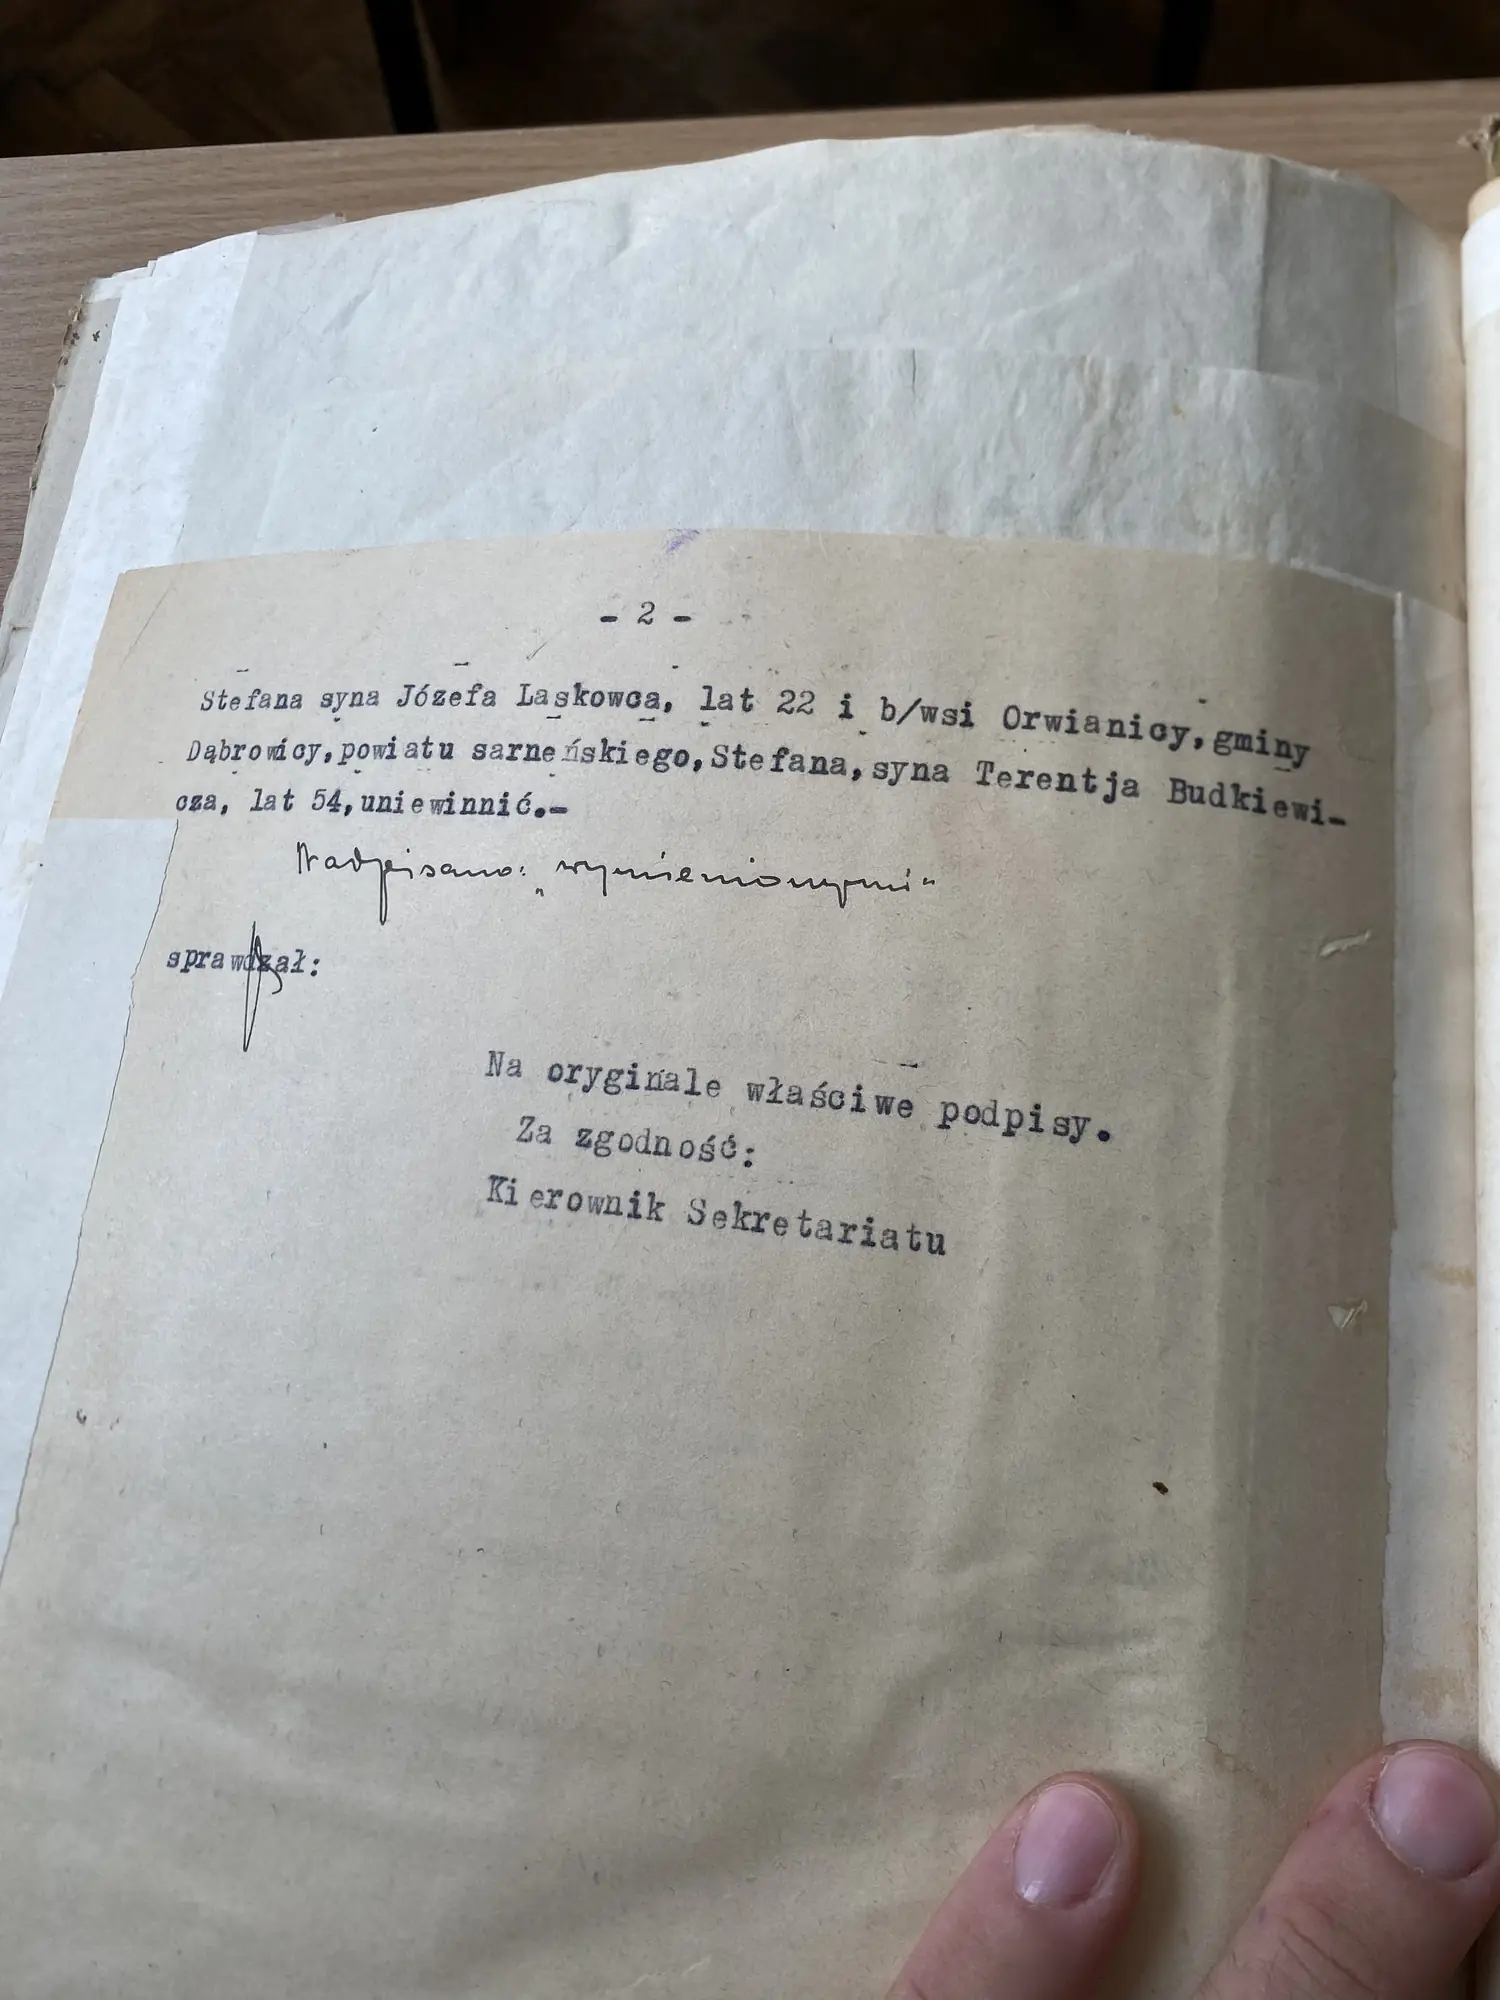 - 2 -
Stefana syna Józefa Laskowca, lat 22 i b/wsi Orwianicy, gminy
Dąbrowicy, powiatu sarneńskiego, Stefana, syna Terentja Budkiewi-
cza, lat 54, uniewinnić.-
Nadpisano: „wymienionymi"
sprawdzał:
Na oryginale właściwe podpisy.
Za zgodność:
Kierownik Sekretariatu